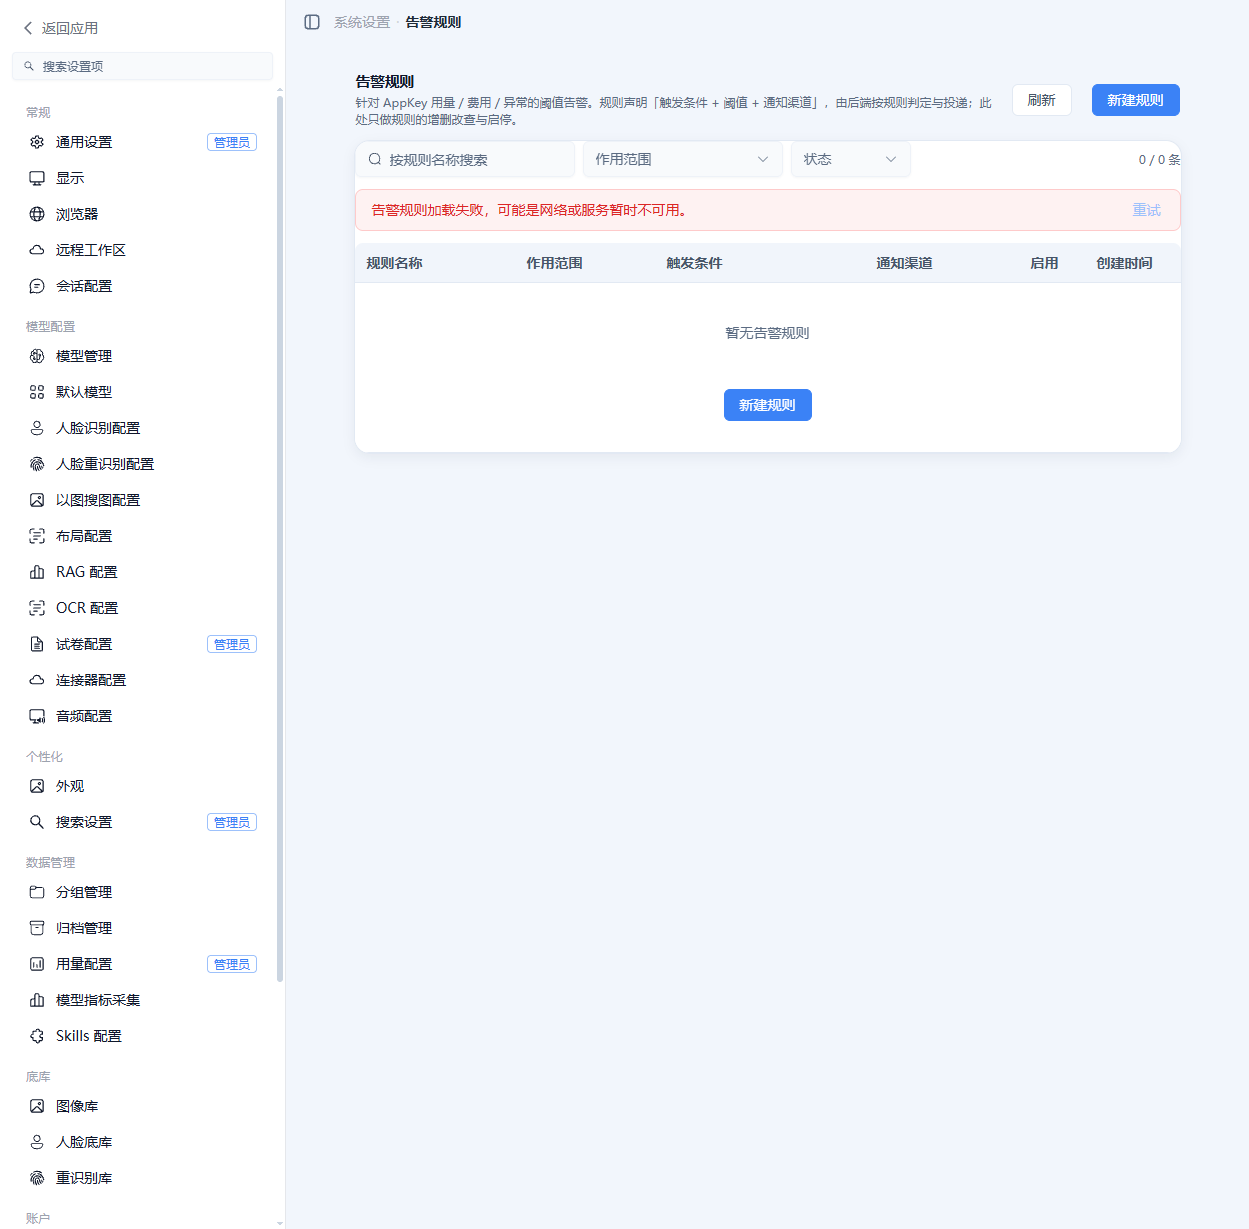 返回应用
搜索设置项
常规
通用设置 管理员
显示
浏览器
远程工作区
会话配置
模型配置
模型管理
默认模型
人脸识别配置
人脸重识别配置
以图搜图配置
布局配置
RAG 配置
OCR 配置
试卷配置 管理员
连接器配置
音频配置
个性化
外观
搜索设置 管理员
数据管理
分组管理
归档管理
用量配置 管理员
模型指标采集
Skills 配置
底库
图像库
人脸底库
重识别库
账户
系统设置 · 告警规则
告警规则
针对 AppKey 用量 / 费用 / 异常的阈值告警。规则声明「触发条件 + 阈值 + 通知渠道」，由后端按规则判定与投递；此
处只做规则的增删改查与启停。
刷新 新建规则
按规则名称搜索 作用范围 状态 0 / 0 条
告警规则加载失败，可能是网络或服务暂时不可用。 重试
规则名称 作用范围 触发条件 通知渠道 启用 创建时间
暂无告警规则
新建规则